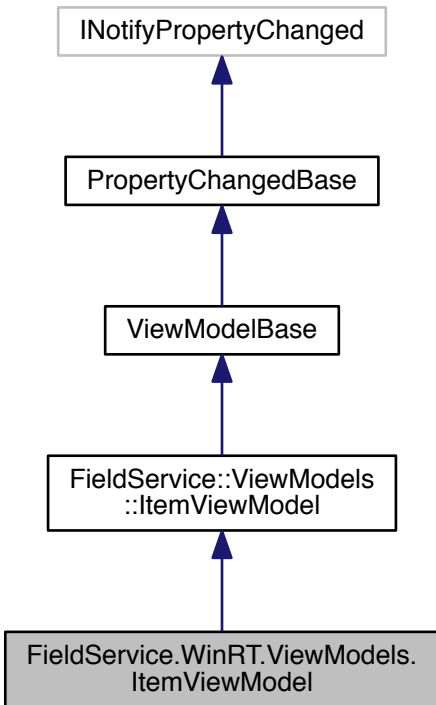 INotifyPropertyChanged
PropertyChangedBase
ViewModelBase
FieldService::ViewModels
::ItemViewModel
FieldService.WinRT.ViewModels.
ItemViewModel